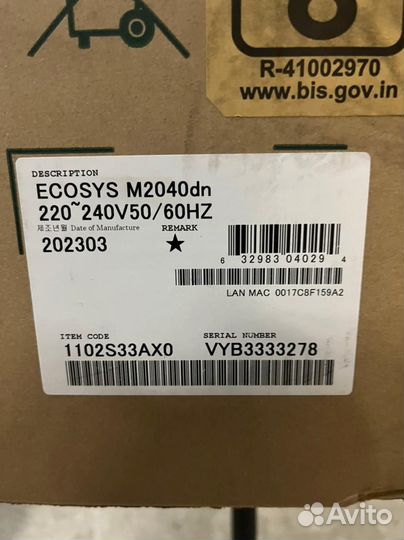 R-41002970
www.bis.gov.in
DESCRIPTION
ECOSYS M2040dn
220~240V50/60HZ
제조년월 Date of Manufacture REMARK
202303 ★
6 32983 04029 4
LAN MAC 0017C8F159A2
ITEM CODE SERIAL NUMBER
1102S33AX0 VYB3333278
Avito